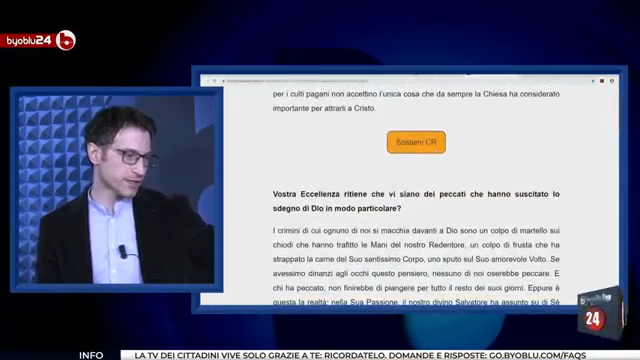 byoblu24
per i culti pagani non accettino l'unica cosa che da sempre la Chiesa ha considerato
importante per attrarli a Cristo.
Sostieni CR
Vostra Eccellenza ritiene che vi siano dei peccati che hanno suscitato lo
sdegno di Dio in modo particolare?
I crimini di cui ognuno di noi si macchia davanti a Dio sono un colpo di martello sui
chiodi che hanno trafitto le Mani del nostro Redentore, un colpo di frusta che ha
strappato la carne del Suo santissimo Corpo, uno sputo sul Suo amorevole Volto. Se
avessimo dinanzi agli occhi questo pensiero, nessuno di noi oserebbe peccare. E
chi ha peccato, non finirebbe di piangere per tutto il resto dei suoi giorni. Eppure è
questa la realtà: nella Sua Passione, il nostro divino Salvatore ha assunto su di Sé
byoblu
24
INFO
LA TV DEI CITTADINI VIVE SOLO GRAZIE A TE: RICORDATELO. DOMANDE E RISPOSTE: GO.BYOBLU.COM/FAQS